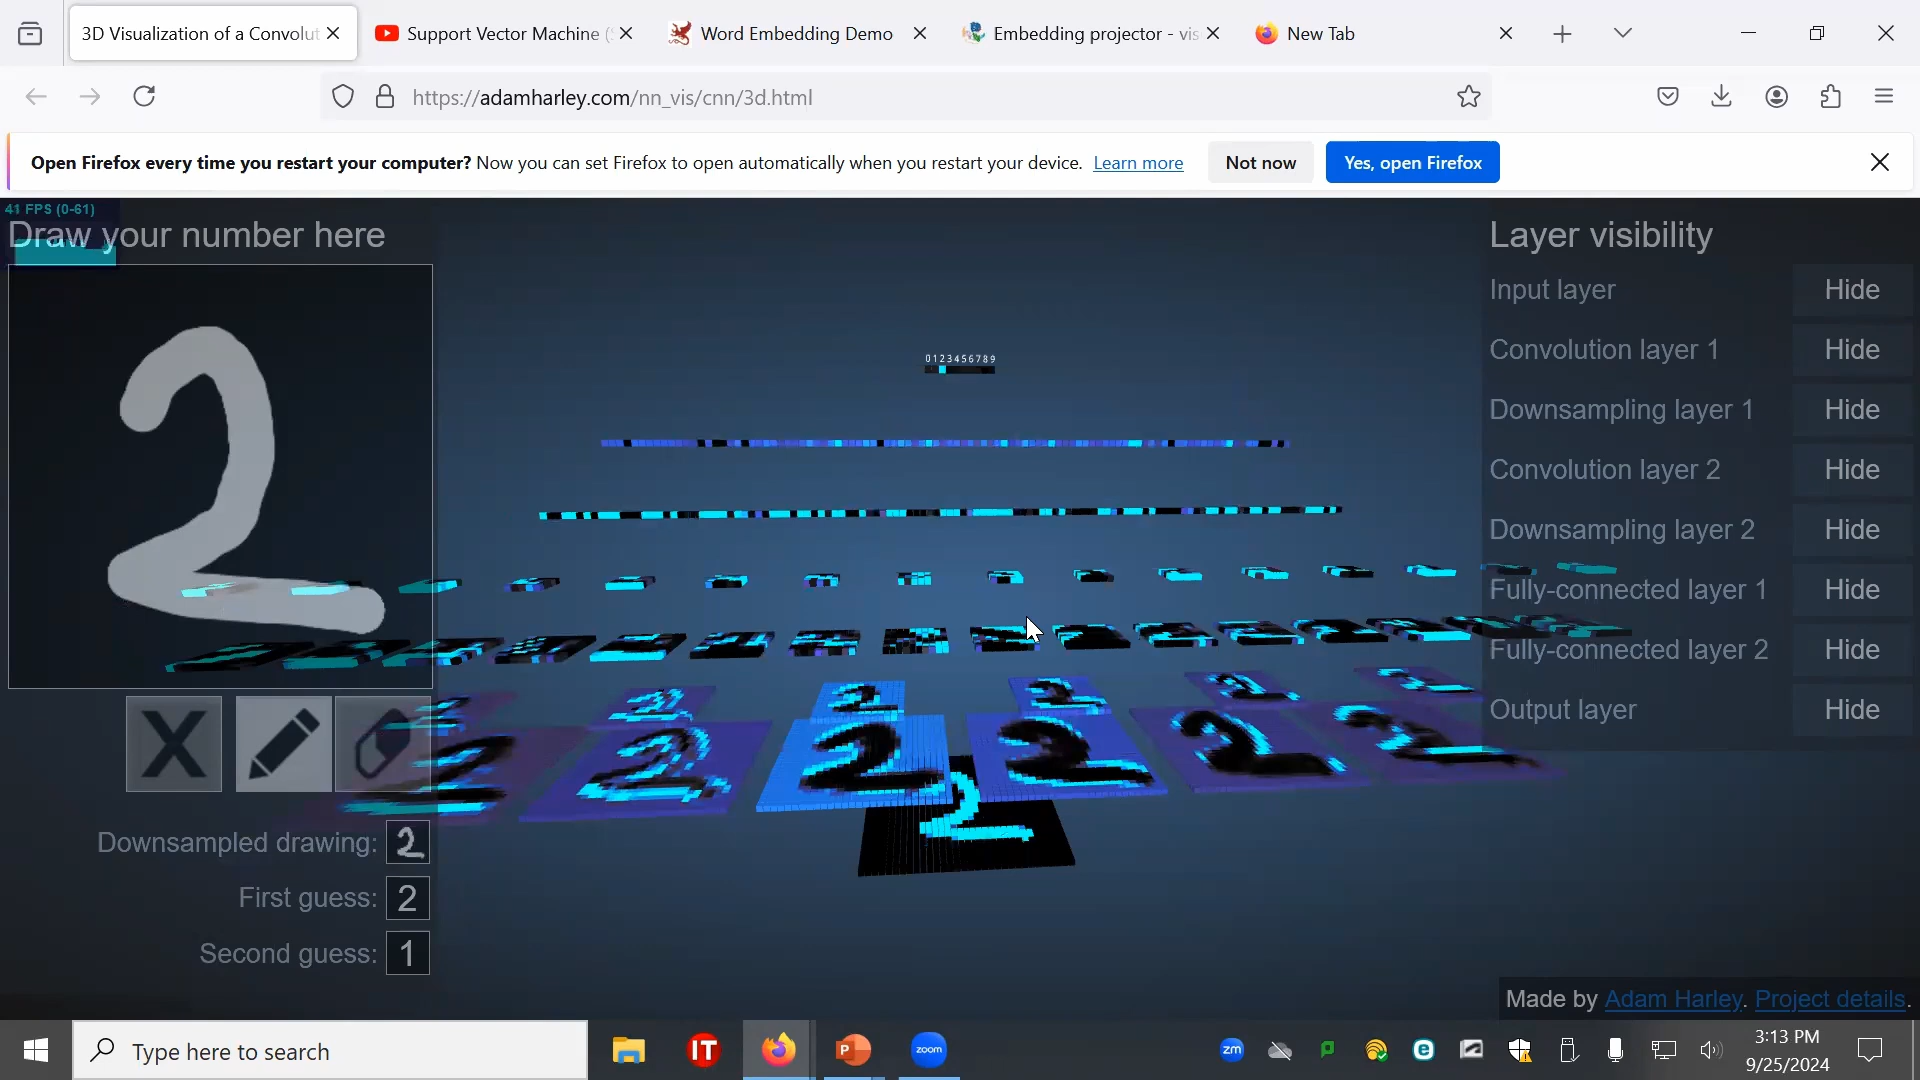 3D Visualization of a Convolut
Support Vector Machine (
Word Embedding Demo
Embedding projector - vis
New Tab
https://adamharley.com/nn_vis/cnn/3d.html
Open Firefox every time you restart your computer? Now you can set Firefox to open automatically when you restart your device. Learn more
Not now
Yes, open Firefox
41 FPS (0-61)
Draw your number here
2
X
Downsampled drawing: 2
First guess: 2
Second guess: 1
0123456789
Layer visibility
Input layer Hide
Convolution layer 1 Hide
Downsampling layer 1 Hide
Convolution layer 2 Hide
Downsampling layer 2 Hide
Fully-connected layer 1 Hide
Fully-connected layer 2 Hide
Output layer Hide
Made by Adam Harley. Project details.
Type here to search
IT
P
zoom
zm
3:13 PM
9/25/2024